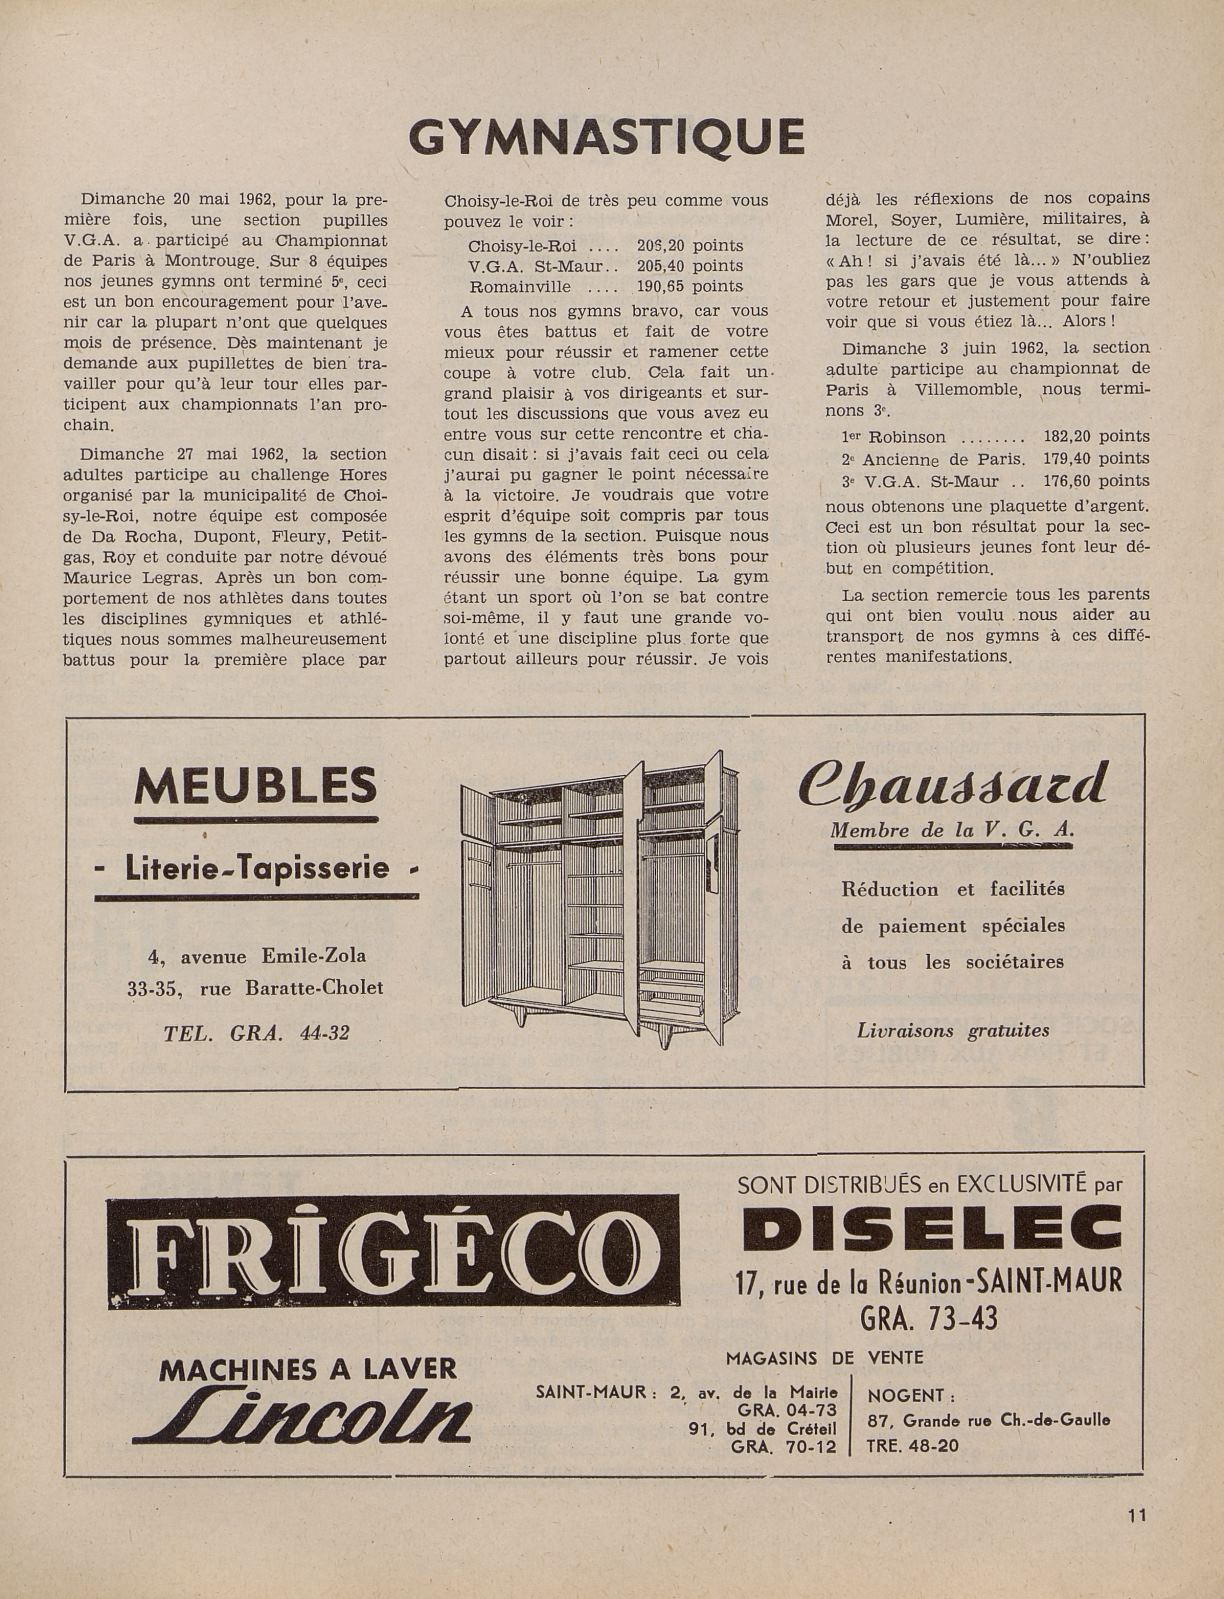 GYMNASTIQUE
Dimanche 20 mai 1962, pour la pre-
mière fois, une section pupilles
V.G.A. a participé au Championnat
de Paris à Montrouge. Sur 8 équipes
nos jeunes gymns ont terminé 5e, ceci
est un bon encouragement pour l'ave-
nir car la plupart n'ont que quelques
mois de présence. Dès maintenant je
demande aux pupillettes de bien tra-
vailler pour qu'à leur tour elles par-
ticipent aux championnats l'an pro-
chain.
Dimanche 27 mai 1962, la section
adultes participe au challenge Hores
organisé par la municipalité de Choi-
sy-le-Roi, notre équipe est composée
de Da Rocha, Dupont, Fleury, Petit-
gas, Roy et conduite par notre dévoué
Maurice Legras. Après un bon com-
portement de nos athlètes dans toutes
les disciplines gymniques et athlé-
tiques nous sommes malheureusement
battus pour la première place par
Choisy-le-Roi de très peu comme vous
pouvez le voir :
Choisy-le-Roi .... 206,20 points
V.G.A. St-Maur.. 205,40 points
Romainville .... 190,65 points
A tous nos gymns bravo, car vous
vous êtes battus et fait de votre
mieux pour réussir et ramener cette
coupe à votre club. Cela fait un
grand plaisir à vos dirigeants et sur-
tout les discussions que vous avez eu
entre vous sur cette rencontre et cha-
cun disait : si j'avais fait ceci ou cela
j'aurai pu gagner le point nécessaire
à la victoire. Je voudrais que votre
esprit d'équipe soit compris par tous
les gymns de la section. Puisque nous
avons des éléments très bons pour
réussir une bonne équipe. La gym
étant un sport où l'on se bat contre
soi-même, il y faut une grande vo-
lonté et une discipline plus forte que
partout ailleurs pour réussir. Je vois
déjà les réflexions de nos copains
Morel, Soyer, Lumière, militaires, à
la lecture de ce résultat, se dire :
« Ah ! si j'avais été là... » N'oubliez
pas les gars que je vous attends à
votre retour et justement pour faire
voir que si vous étiez là... Alors !
Dimanche 3 juin 1962, la section
adulte participe au championnat de
Paris à Villemomble, nous termi-
nons 3e.
1er Robinson ........ 182,20 points
2e Ancienne de Paris. 179,40 points
3e V.G.A. St-Maur .. 176,60 points
nous obtenons une plaquette d'argent.
Ceci est un bon résultat pour la sec-
tion où plusieurs jeunes font leur dé-
but en compétition.
La section remercie tous les parents
qui ont bien voulu nous aider au
transport de nos gymns à ces diffé-
rentes manifestations.
MEUBLES
- Literie-Tapisserie -
4, avenue Emile-Zola
33-35, rue Baratte-Cholet
TEL. GRA. 44-32
Chaussard
Membre de la V. G. A.
Réduction et facilités
de paiement spéciales
à tous les sociétaires
Livraisons gratuites
FRIGÉCO
MACHINES A LAVER
Lincoln
SONT DISTRIBUÉS en EXCLUSIVITÉ par
DISELEC
17, rue de la Réunion-SAINT-MAUR
GRA. 73-43
MAGASINS DE VENTE
SAINT-MAUR : 2, av. de la Mairie
GRA. 04-73
91, bd de Créteil
GRA. 70-12
NOGENT :
87, Grande rue Ch.-de-Gaulle
TRE. 48-20
11